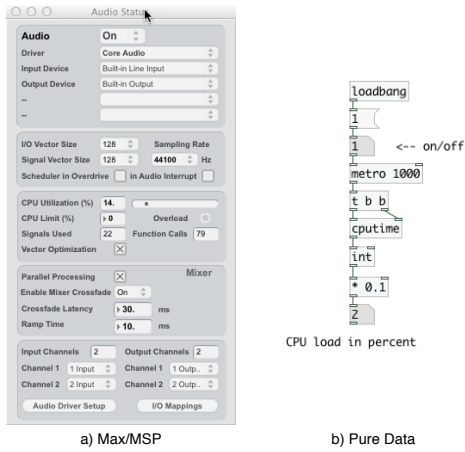 Audio Status
Audio On
Driver Core Audio
Input Device Built-in Line Input
Output Device Built-in Output
--
--
I/O Vector Size 128 Sampling Rate
Signal Vector Size 128 44100 Hz
Scheduler in Overdrive in Audio Interrupt
CPU Utilization (%) 14.
CPU Limit (%) 0 Overload
Signals Used 22 Function Calls 79
Vector Optimization
Parallel Processing Mixer
Enable Mixer Crossfade On
Crossfade Latency 30. ms
Ramp Time 10. ms
Input Channels 2 Output Channels 2
Channel 1 1 Input Channel 1 1 Outp..
Channel 2 2 Input Channel 2 2 Outp..
Audio Driver Setup I/O Mappings
a) Max/MSP
loadbang
1
1 <-- on/off
metro 1000
t b b
cputime
int
* 0.1
2
CPU load in percent
b) Pure Data